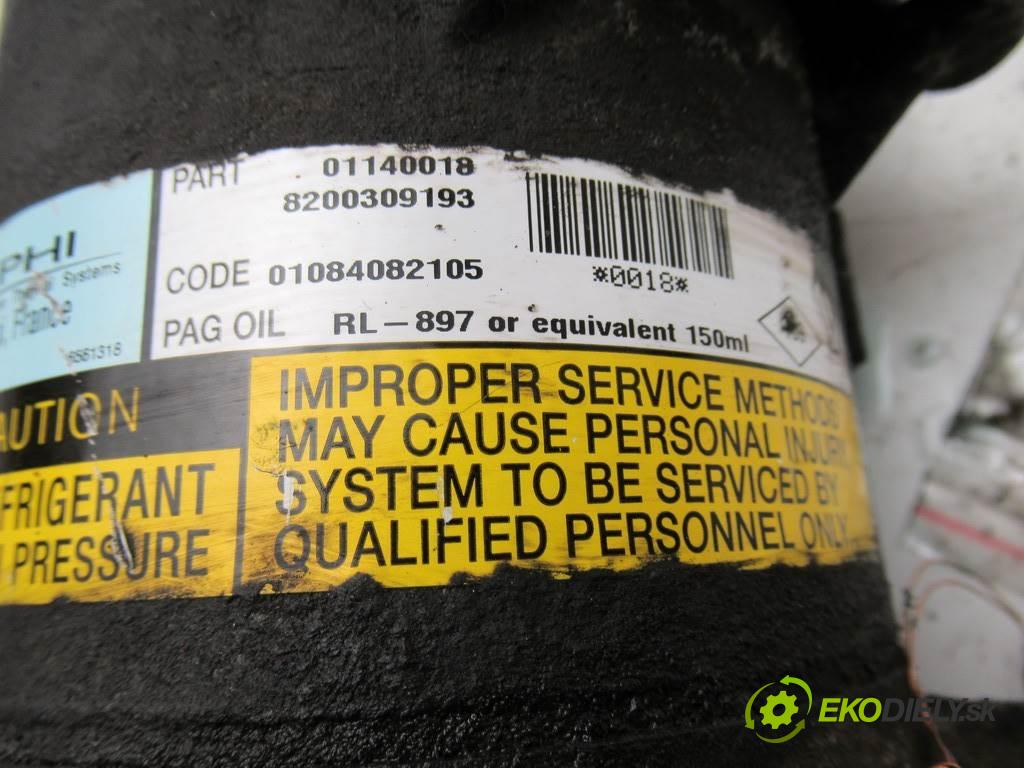 PART 01140018
8200309193
CODE 01084082105
PAG OIL RL-897 or equivalent 150ml
*0018*
PHI
Systems
France
6561318
AUTION
FRIGERANT
PRESSURE
IMPROPER SERVICE METHODS
MAY CAUSE PERSONAL INJURY
SYSTEM TO BE SERVICED BY
QUALIFIED PERSONNEL ONLY
EKODIELY.sk